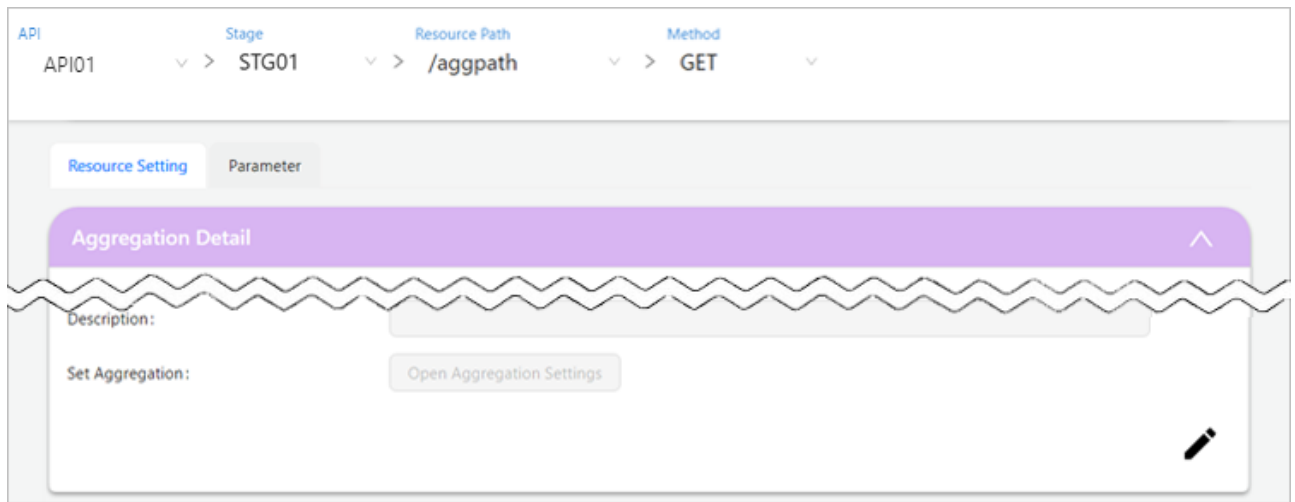 API Stage Resource Path Method
API01 > STG01 > /aggpath > GET
Resource Setting Parameter
Aggregation Detail
Description:
Set Aggregation: Open Aggregation Settings